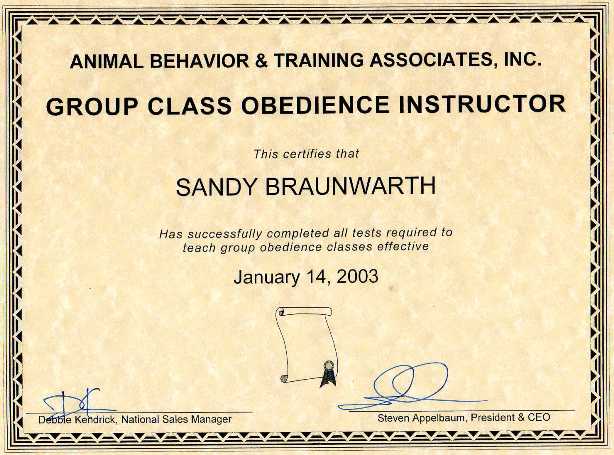 ANIMAL BEHAVIOR & TRAINING ASSOCIATES, INC.
GROUP CLASS OBEDIENCE INSTRUCTOR
This certifies that
SANDY BRAUNWARTH
Has successfully completed all tests required to
teach group obedience classes effective
January 14, 2003
Debbie Kendrick, National Sales Manager
Steven Appelbaum, President & CEO